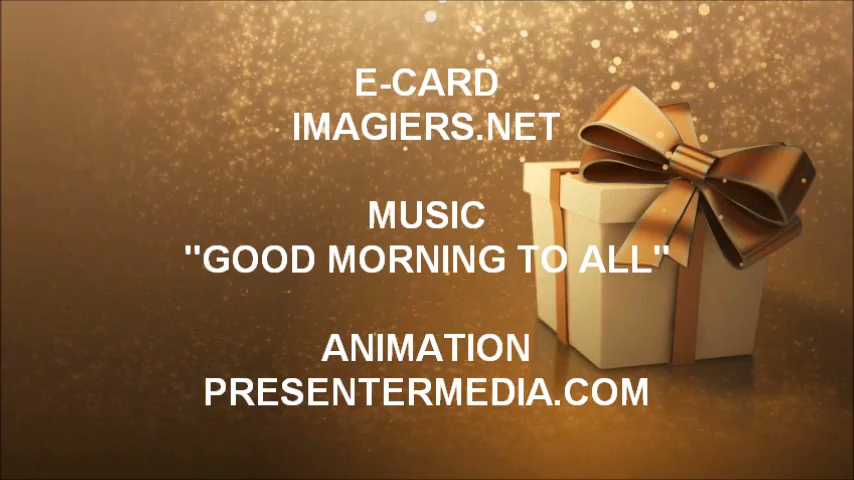 E-CARD
IMAGIERS.NET
MUSIC
"GOOD MORNING TO ALL"
ANIMATION
PRESENTERMEDIA.COM